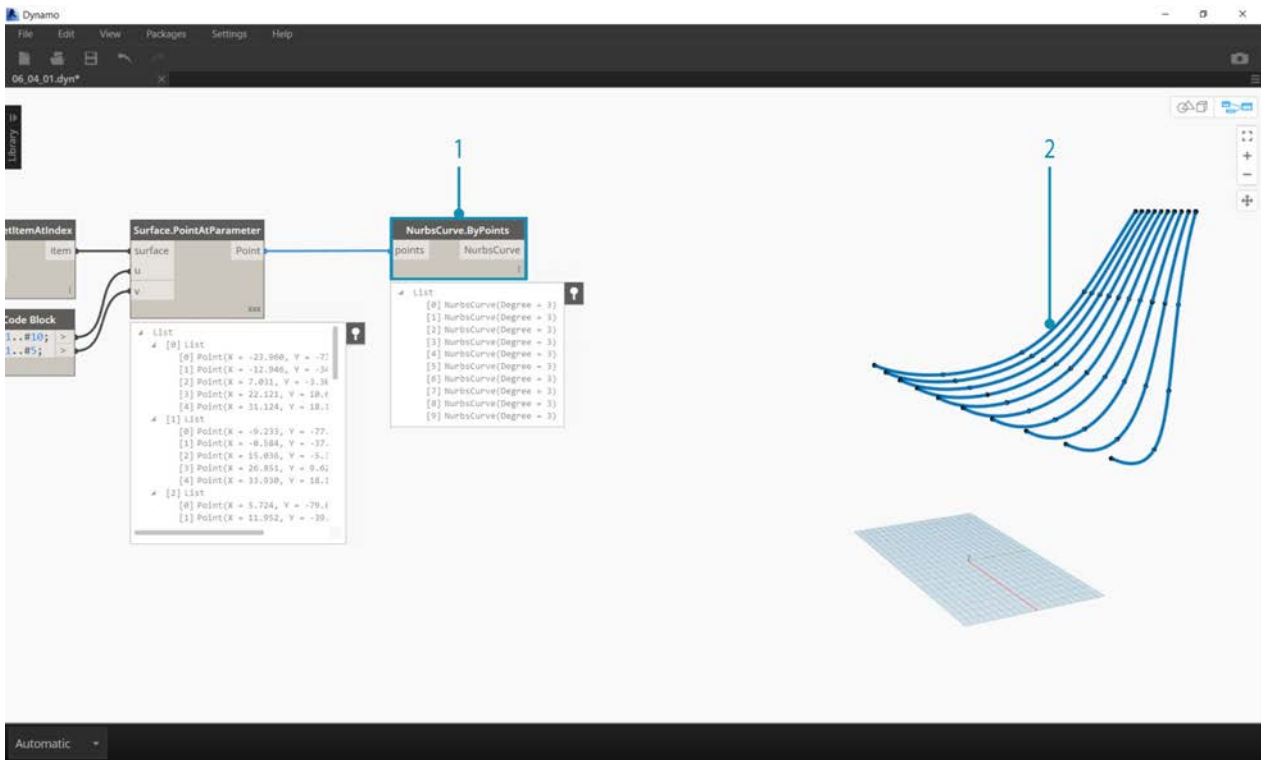 Dynamo
File Edit View Packages Settings Help
06_04_01.dyn*
Library
1
2
etItemAtIndex
item
l
Surface.PointAtParameter
surface Point
u
v
xxx
NurbsCurve.ByPoints
points NurbsCurve
l
Code Block
1..#10; >
1..#5; >
List
[0] List
[0] Point(X = -23.960, Y = -7
[1] Point(X = -12.946, Y = -34
[2] Point(X = 7.031, Y = -3.36
[3] Point(X = 22.121, Y = 10.6
[4] Point(X = 31.124, Y = 18.1
[1] List
[0] Point(X = -9.233, Y = -77.
[1] Point(X = -0.584, Y = -37.
[2] Point(X = 15.036, Y = -5.
[3] Point(X = 26.851, Y = 9.62
[4] Point(X = 33.930, Y = 18.1
[2] List
[0] Point(X = 5.724, Y = -79.8
[1] Point(X = 11.952, Y = -39.
List
[0] NurbsCurve(Degree = 3)
[1] NurbsCurve(Degree = 3)
[2] NurbsCurve(Degree = 3)
[3] NurbsCurve(Degree = 3)
[4] NurbsCurve(Degree = 3)
[5] NurbsCurve(Degree = 3)
[6] NurbsCurve(Degree = 3)
[7] NurbsCurve(Degree = 3)
[8] NurbsCurve(Degree = 3)
[9] NurbsCurve(Degree = 3)
Automatic